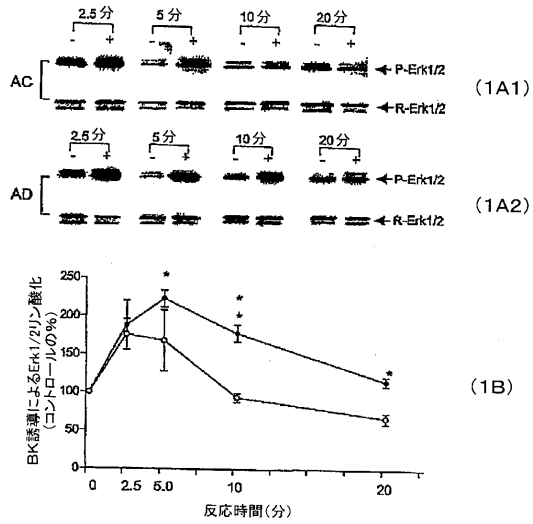 2.5分 5分 10分 20分
- + - + - + - +
AC
P-Erk1/2
R-Erk1/2
(1A1)
2.5分 5分 10分 20分
- + - + - + - +
AD
P-Erk1/2
R-Erk1/2
(1A2)
BK誘導によるErk1/2リン酸化
(コントロールの%)
250
200
150
100
50
0
* * * *
(1B)
0 2.5 5.0 10 20
反応時間(分)